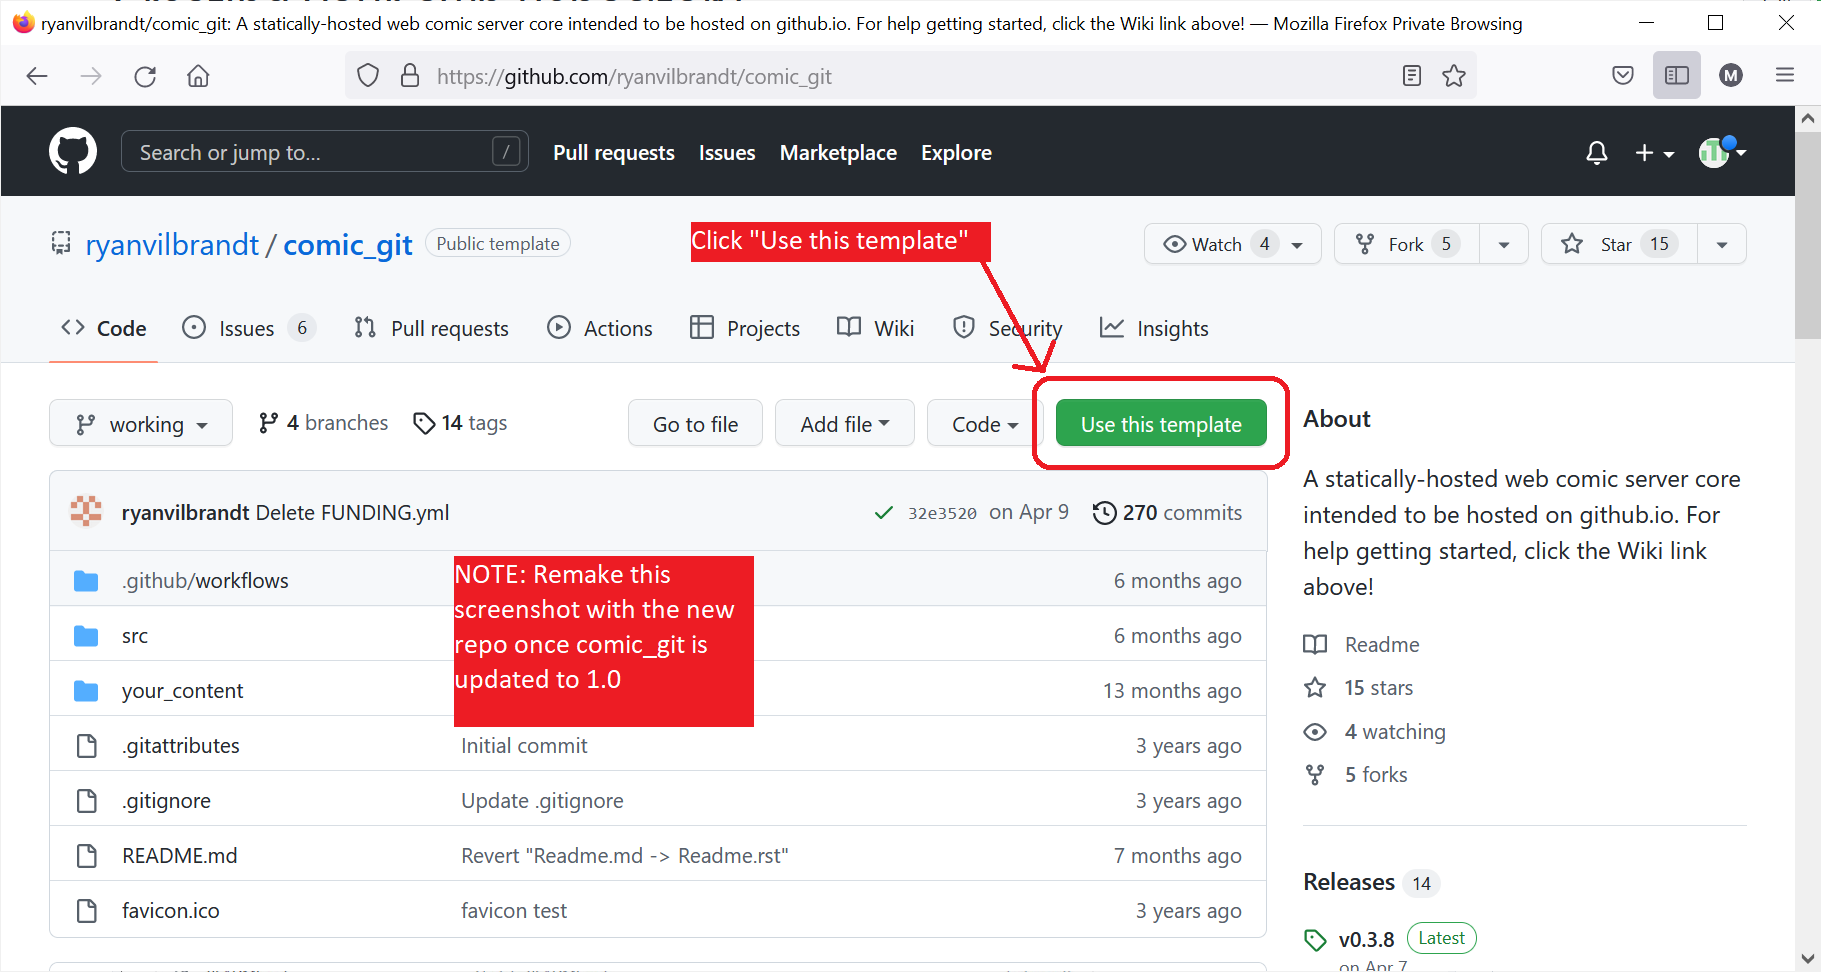 ryanvilbrandt/comic_git: A statically-hosted web comic server core intended to be hosted on github.io. For help getting started, click the Wiki link above! — Mozilla Firefox Private Browsing
https://github.com/ryanvilbrandt/comic_git
M
Search or jump to...
/
Pull requests
Issues
Marketplace
Explore
ryanvilbrandt / comic_git
Public template
Click "Use this template"
Watch 4
Fork 5
Star 15
Code
Issues 6
Pull requests
Actions
Projects
Wiki
Security
Insights
working
4 branches
14 tags
Go to file
Add file
Code
Use this template
ryanvilbrandt Delete FUNDING.yml
32e3520 on Apr 9
270 commits
.github/workflows
6 months ago
NOTE: Remake this
screenshot with the new
repo once comic_git is
updated to 1.0
src
6 months ago
your_content
13 months ago
.gitattributes
Initial commit
3 years ago
.gitignore
Update .gitignore
3 years ago
README.md
Revert "Readme.md -> Readme.rst"
7 months ago
favicon.ico
favicon test
3 years ago
About
A statically-hosted web comic server core
intended to be hosted on github.io. For
help getting started, click the Wiki link
above!
Readme
15 stars
4 watching
5 forks
Releases 14
v0.3.8
Latest
on Apr 7